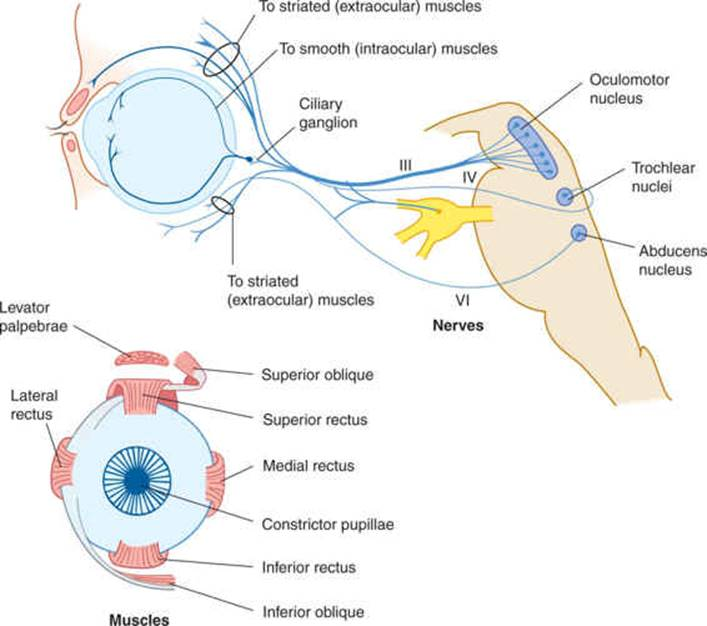 To striated (extraocular) muscles
To smooth (intraocular) muscles
Ciliary
ganglion
Oculomotor
nucleus
III
IV
Trochlear
nuclei
Abducens
nucleus
To striated
(extraocular) muscles
VI
Nerves
Levator
palpebrae
Superior oblique
Lateral
rectus
Superior rectus
Medial rectus
Constrictor pupillae
Inferior rectus
Inferior oblique
Muscles